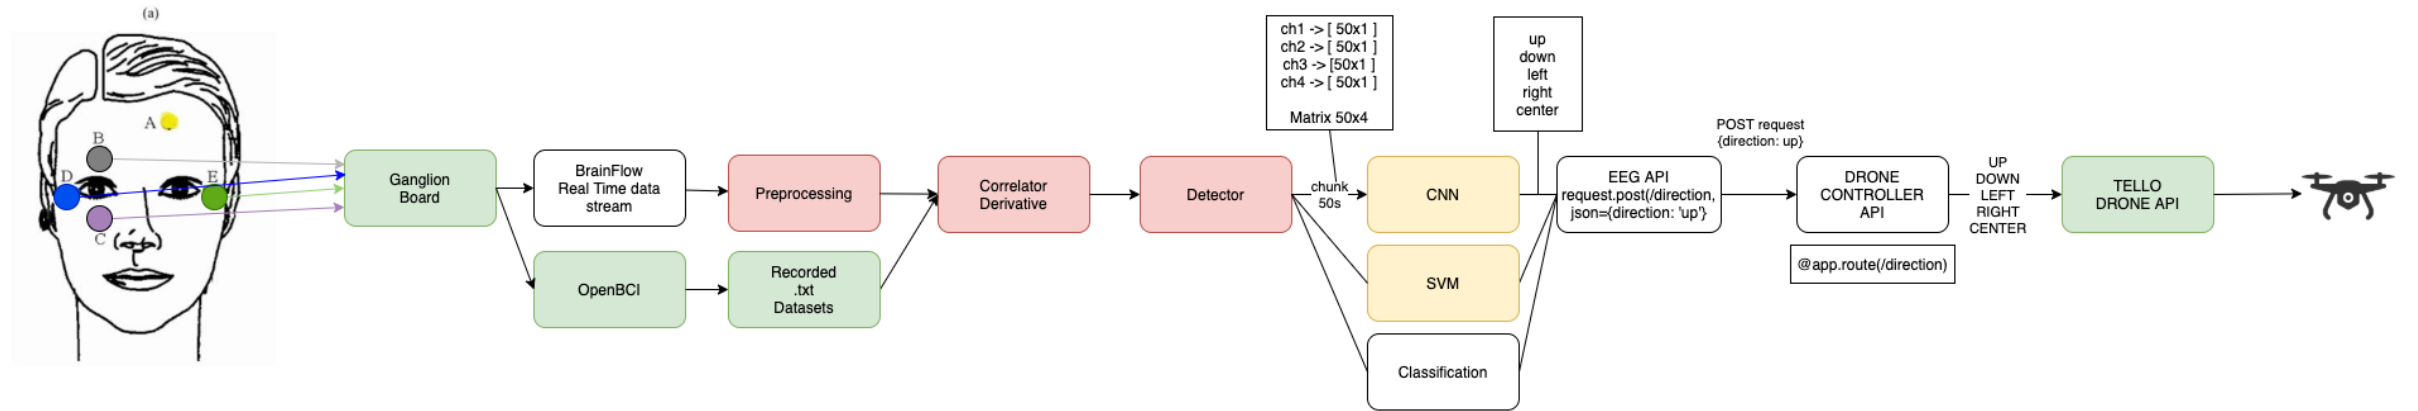 (a)
A
B
D
E
C
Ganglion
Board
BrainFlow
Real Time data
stream
OpenBCI
Preprocessing
Recorded
.txt
Datasets
Correlator
Derivative
Detector
ch1 -> [ 50x1 ]
ch2 -> [ 50x1 ]
ch3 -> [50x1 ]
ch4 -> [ 50x1 ]
Matrix 50x4
chunk
50s
CNN
SVM
Classification
up
down
left
right
center
EEG API
request.post(/direction,
json={direction: 'up'}
POST request
{direction: up}
DRONE
CONTROLLER
API
@app.route(/direction)
UP
DOWN
LEFT
RIGHT
CENTER
TELLO
DRONE API